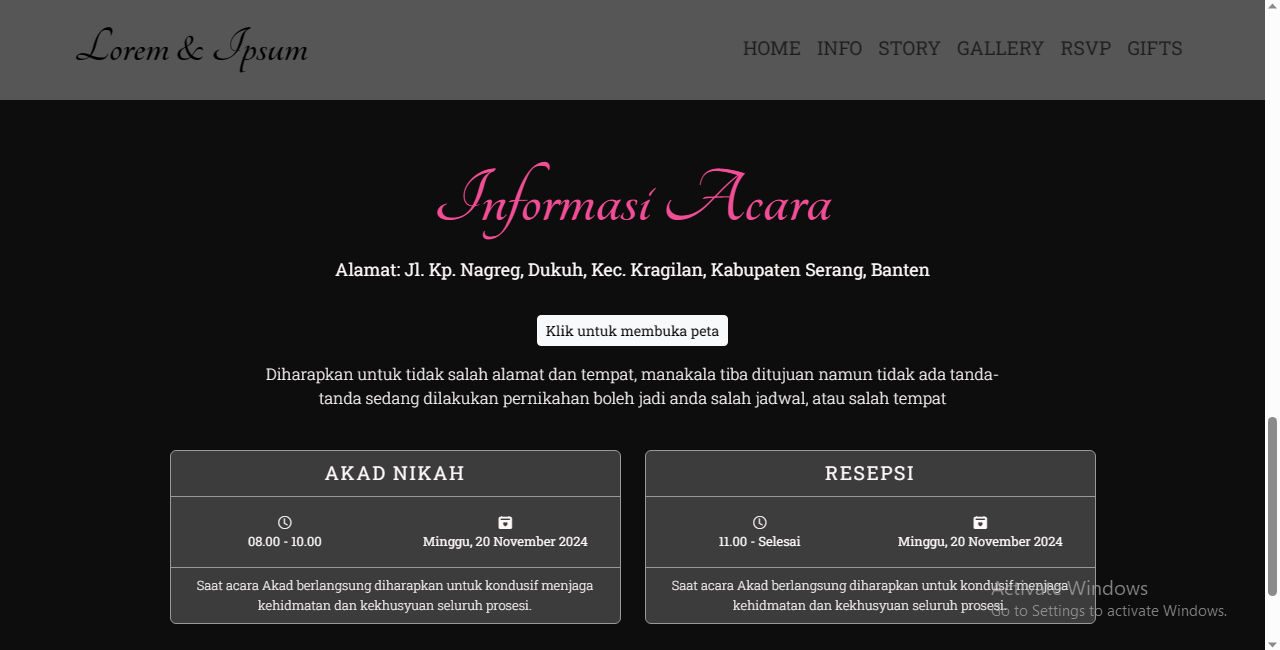 Lorem & Ipsum
HOME INFO STORY GALLERY RSVP GIFTS
Informasi Acara
Alamat: Jl. Kp. Nagreg, Dukuh, Kec. Kragilan, Kabupaten Serang, Banten
Klik untuk membuka peta
Diharapkan untuk tidak salah alamat dan tempat, manakala tiba ditujuan namun tidak ada tanda-
tanda sedang dilakukan pernikahan boleh jadi anda salah jadwal, atau salah tempat
AKAD NIKAH
08.00 - 10.00
Minggu, 20 November 2024
Saat acara Akad berlangsung diharapkan untuk kondusif menjaga
kehidmatan dan kekhusyuan seluruh prosesi.
RESEPSI
11.00 - Selesai
Minggu, 20 November 2024
Saat acara Akad berlangsung diharapkan untuk kondusif menjaga
kehidmatan dan kekhusyuan seluruh prosesi.
Activate Windows
Go to Settings to activate Windows.